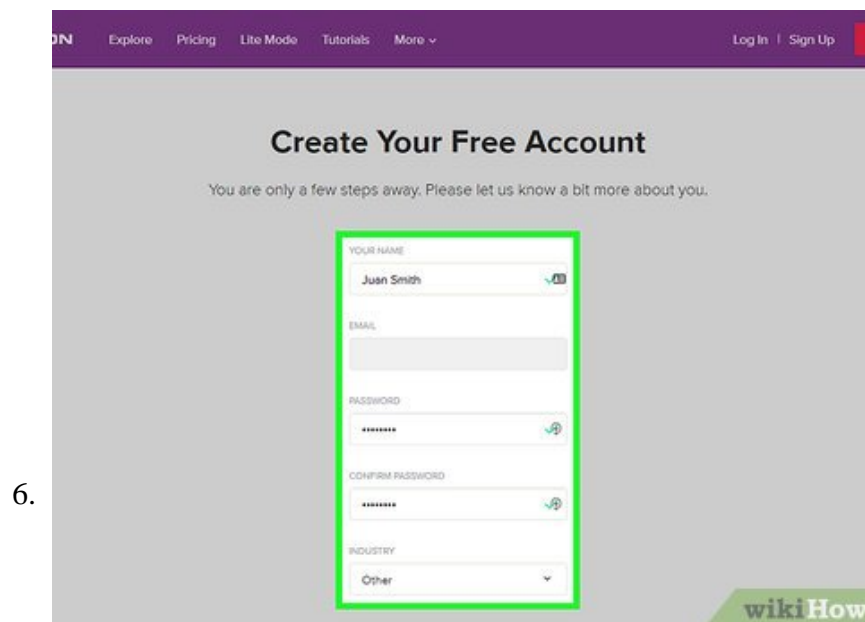 ON Explore Pricing Lite Mode Tutorials More Log In | Sign Up
Create Your Free Account
You are only a few steps away. Please let us know a bit more about you.
YOUR NAME
Juan Smith
EMAIL
PASSWORD
••••••••
CONFIRM PASSWORD
••••••••
6.
INDUSTRY
Other
wikiHow